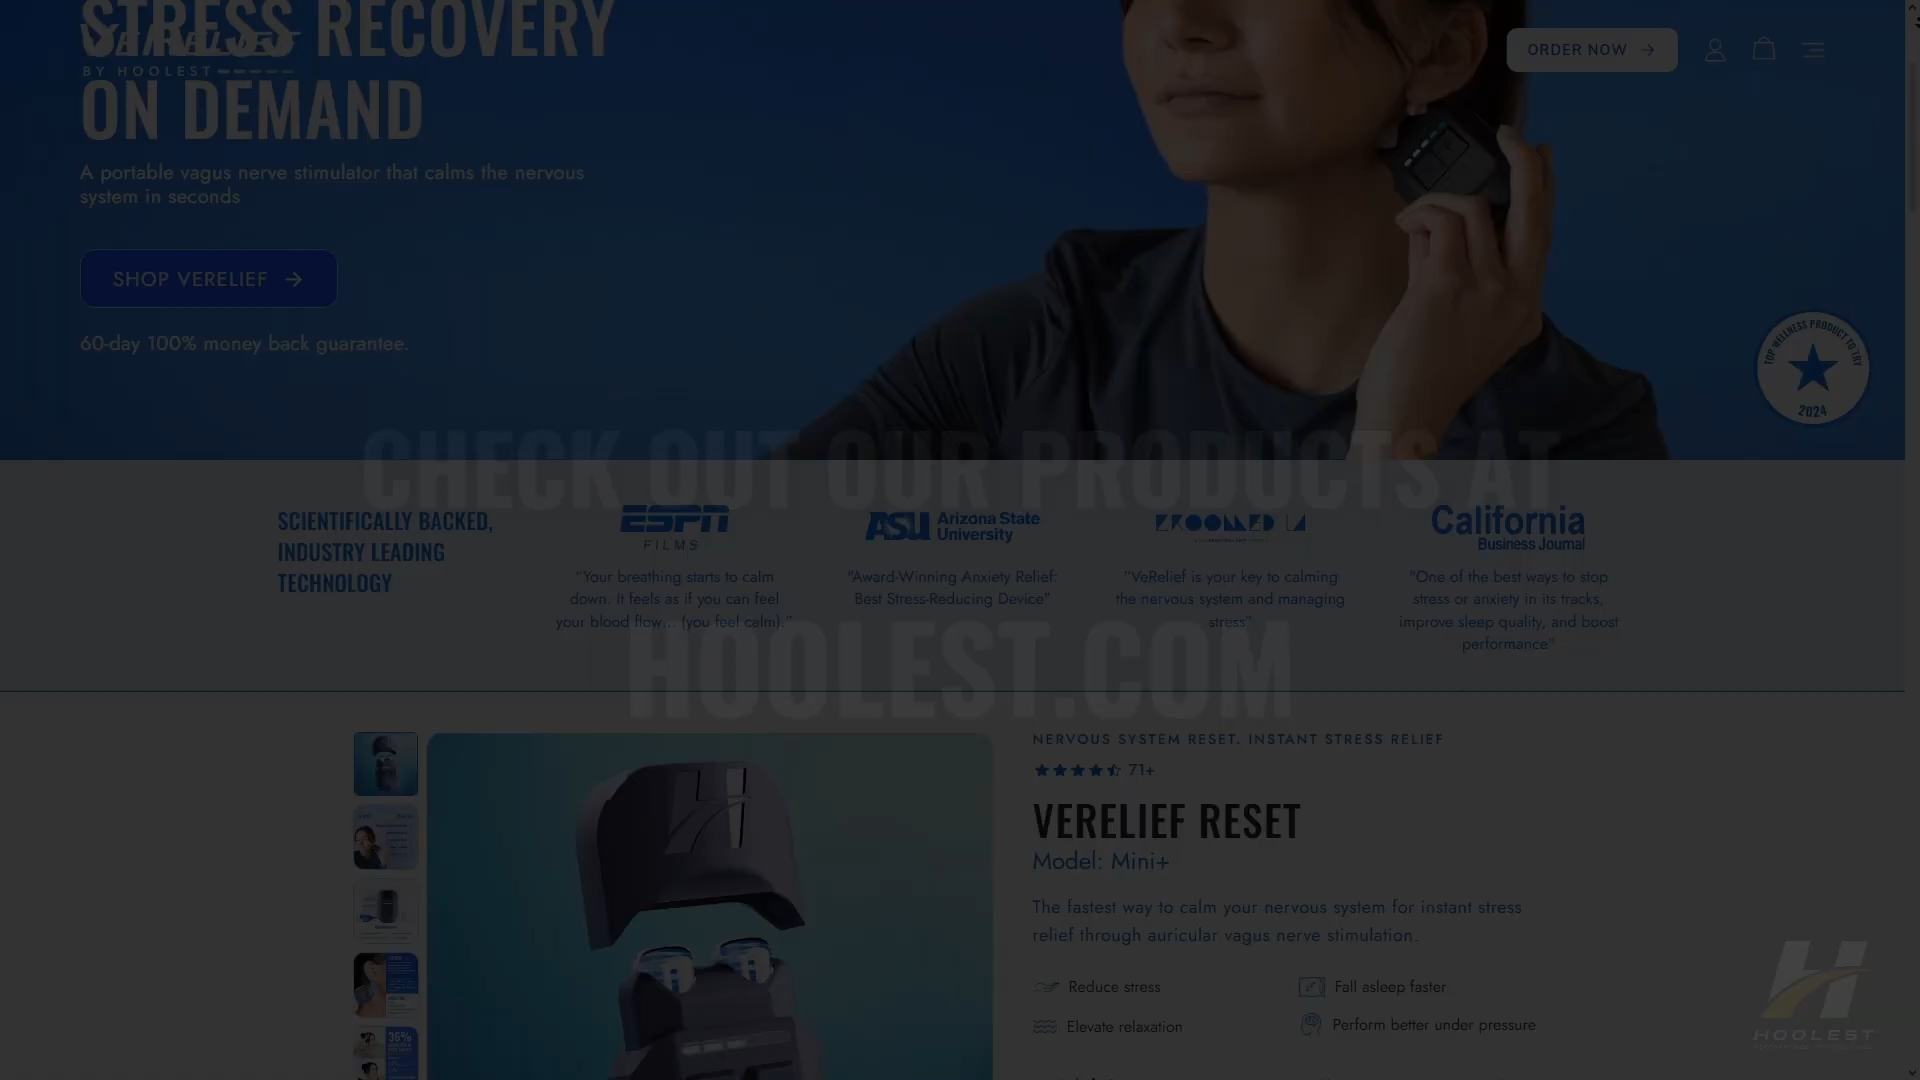 STRESS RECOVERY
ON DEMAND
VERELIEF
BY HOOLEST
ORDER NOW
A portable vagus nerve stimulator that calms the nervous
system in seconds
SHOP VERELIEF
60-day 100% money back guarantee.
TOP WELLNESS PRODUCT TO TRY
2024
CHECK OUT OUR PRODUCTS AT
HOOLEST.COM
SCIENTIFICALLY BACKED,
INDUSTRY LEADING
TECHNOLOGY
ESPN
FILMS
"Your breathing starts to calm
down. It feels as if you can feel
your blood flow... (you feel calm)."
ASU Arizona State
University
"Award-Winning Anxiety Relief:
Best Stress-Reducing Device"
"VeRelief is your key to calming
the nervous system and managing
stress"
California
Business Journal
"One of the best ways to stop
stress or anxiety in its tracks,
improve sleep quality, and boost
performance"
NERVOUS SYSTEM RESET. INSTANT STRESS RELIEF
71+
VERELIEF RESET
Model: Mini+
The fastest way to calm your nervous system for instant stress
relief through auricular vagus nerve stimulation.
Reduce stress
Fall asleep faster
Elevate relaxation
Perform better under pressure
36%
HOOLEST